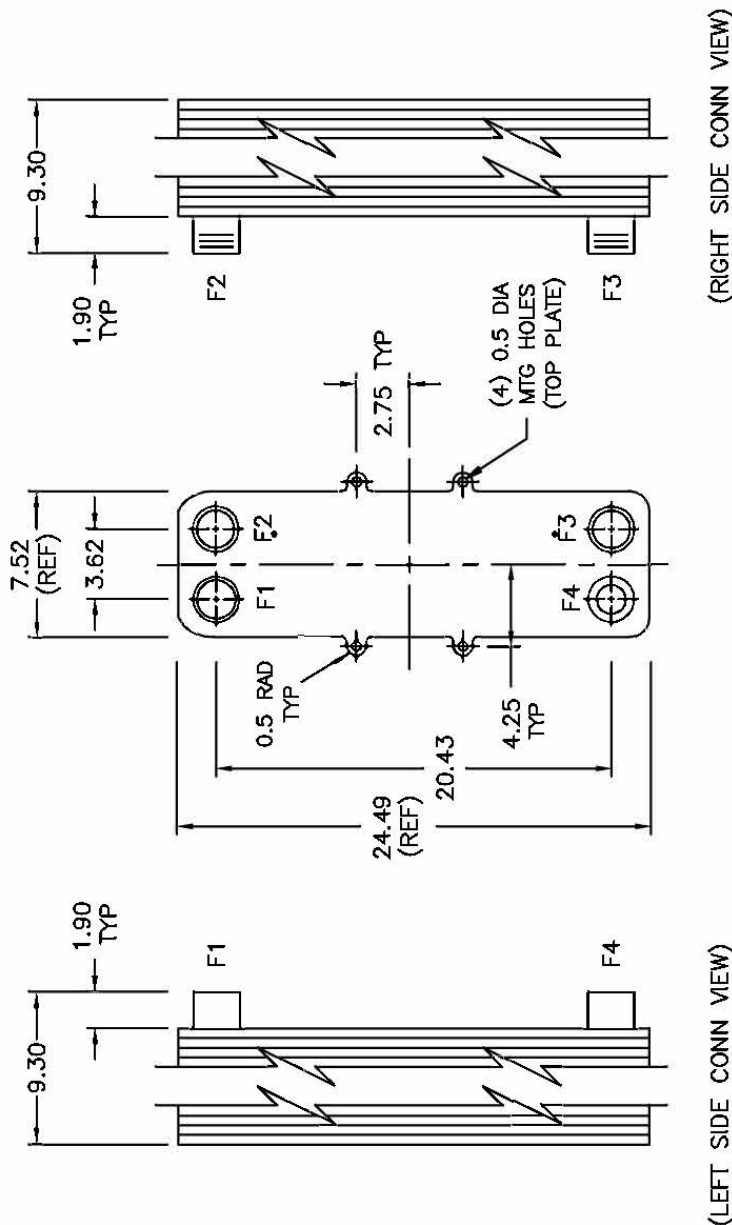 9.30
1.90
TYP
F1
F4
(LEFT SIDE CONN VIEW)
7.52
(REF)
3.62
F1
F2
F4
F3
0.5 RAD
TYP
24.49
(REF)
20.43
4.25
TYP
2.75 TYP
(4) 0.5 DIA
MTG HOLES
(TOP PLATE)
9.30
1.90
TYP
F2
F3
(RIGHT SIDE CONN VIEW)